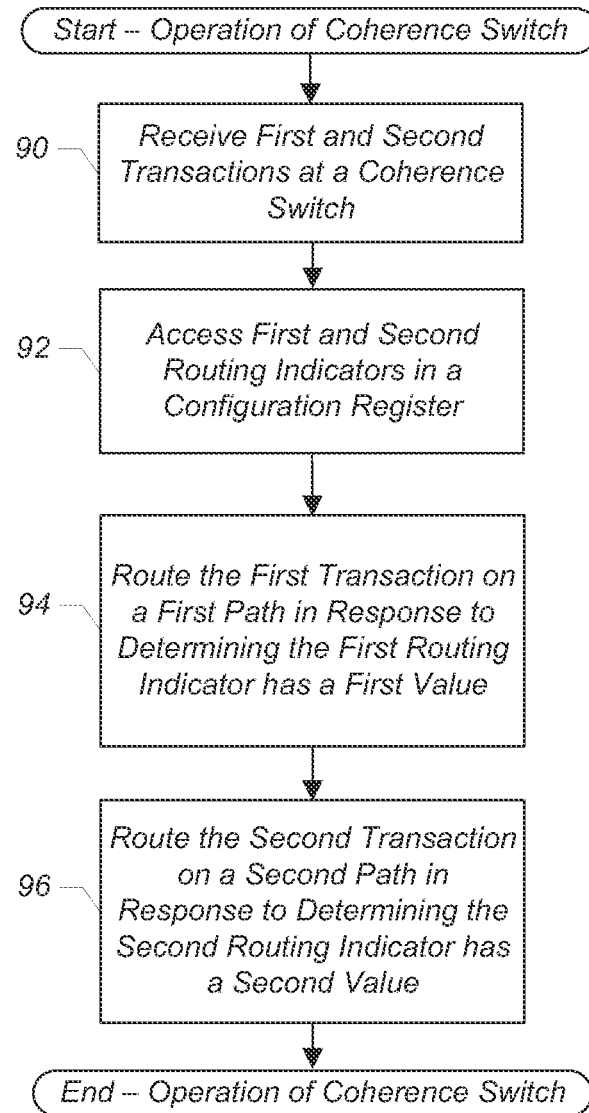 Start – Operation of Coherence Switch
90
Receive First and Second
Transactions at a Coherence
Switch
92
Access First and Second
Routing Indicators in a
Configuration Register
94
Route the First Transaction on
a First Path in Response to
Determining the First Routing
Indicator has a First Value
96
Route the Second Transaction
on a Second Path in
Response to Determining the
Second Routing Indicator has
a Second Value
End – Operation of Coherence Switch